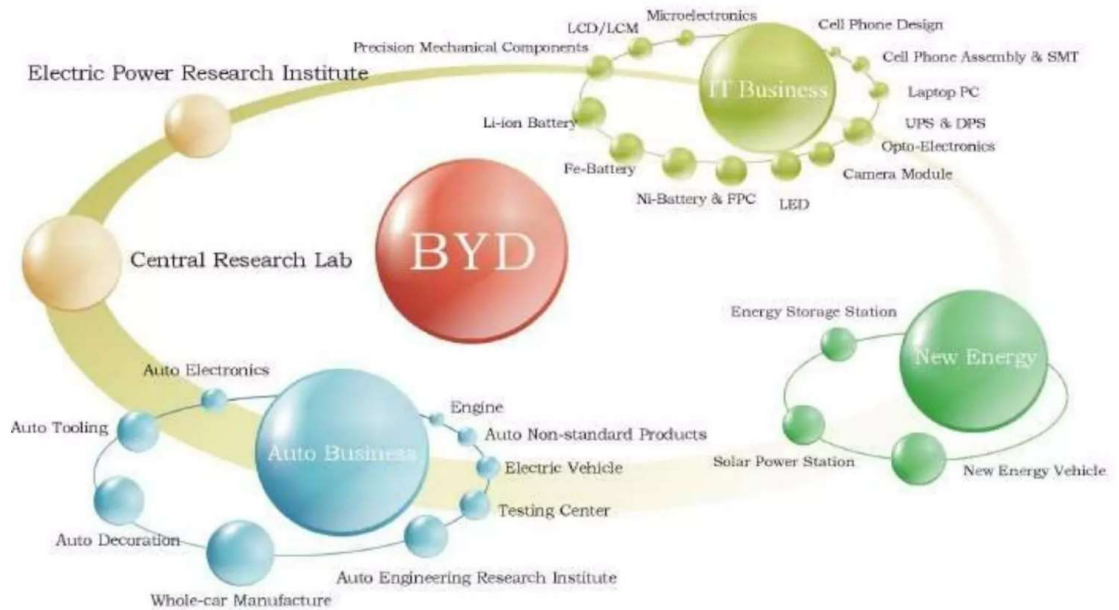 Microelectronics
LCD/LCM
Cell Phone Design
Precision Mechanical Components
Cell Phone Assembly & SMT
Electric Power Research Institute
IT Business
Laptop PC
Li-ion Battery
UPS & DPS
Opto-Electronics
Fe-Battery
Camera Module
Ni-Battery & FPC
LED
BYD
Central Research Lab
Energy Storage Station
New Energy
Auto Electronics
Engine
Auto Tooling
Auto Non-standard Products
Auto Business
Electric Vehicle
Solar Power Station
New Energy Vehicle
Testing Center
Auto Decoration
Auto Engineering Research Institute
Whole-car Manufacture